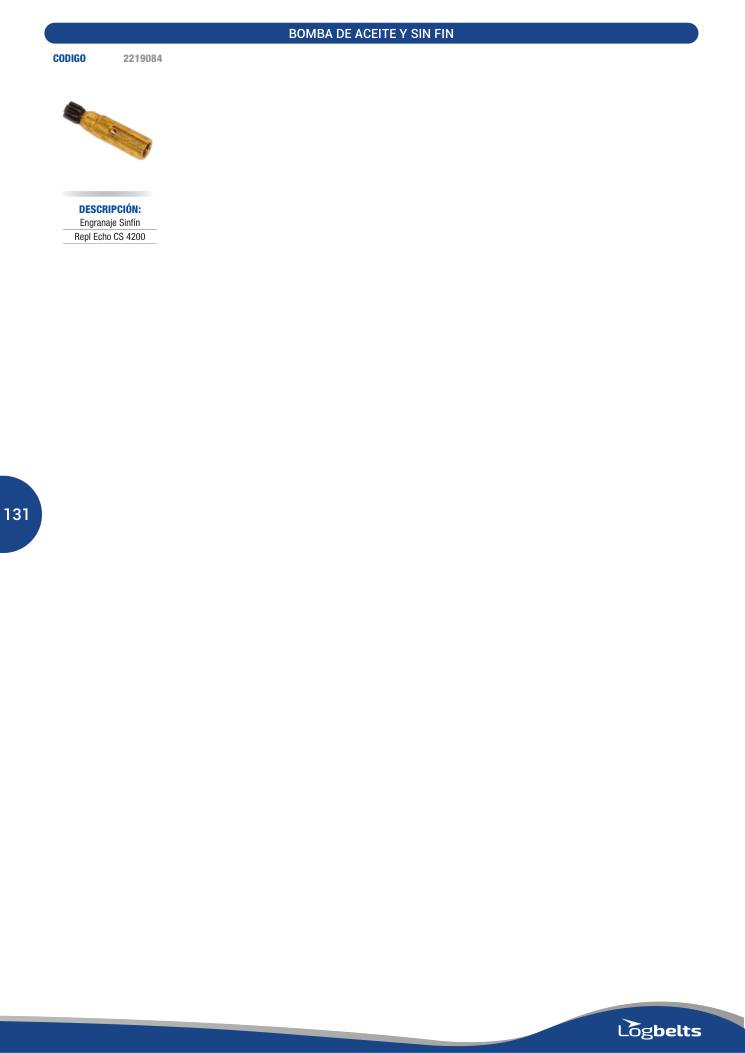 BOMBA DE ACEITE Y SIN FIN
CODIGO 2219084
DESCRIPCIÓN:
Engranaje Sinfín
Repl Echo CS 4200
131
Logbelts